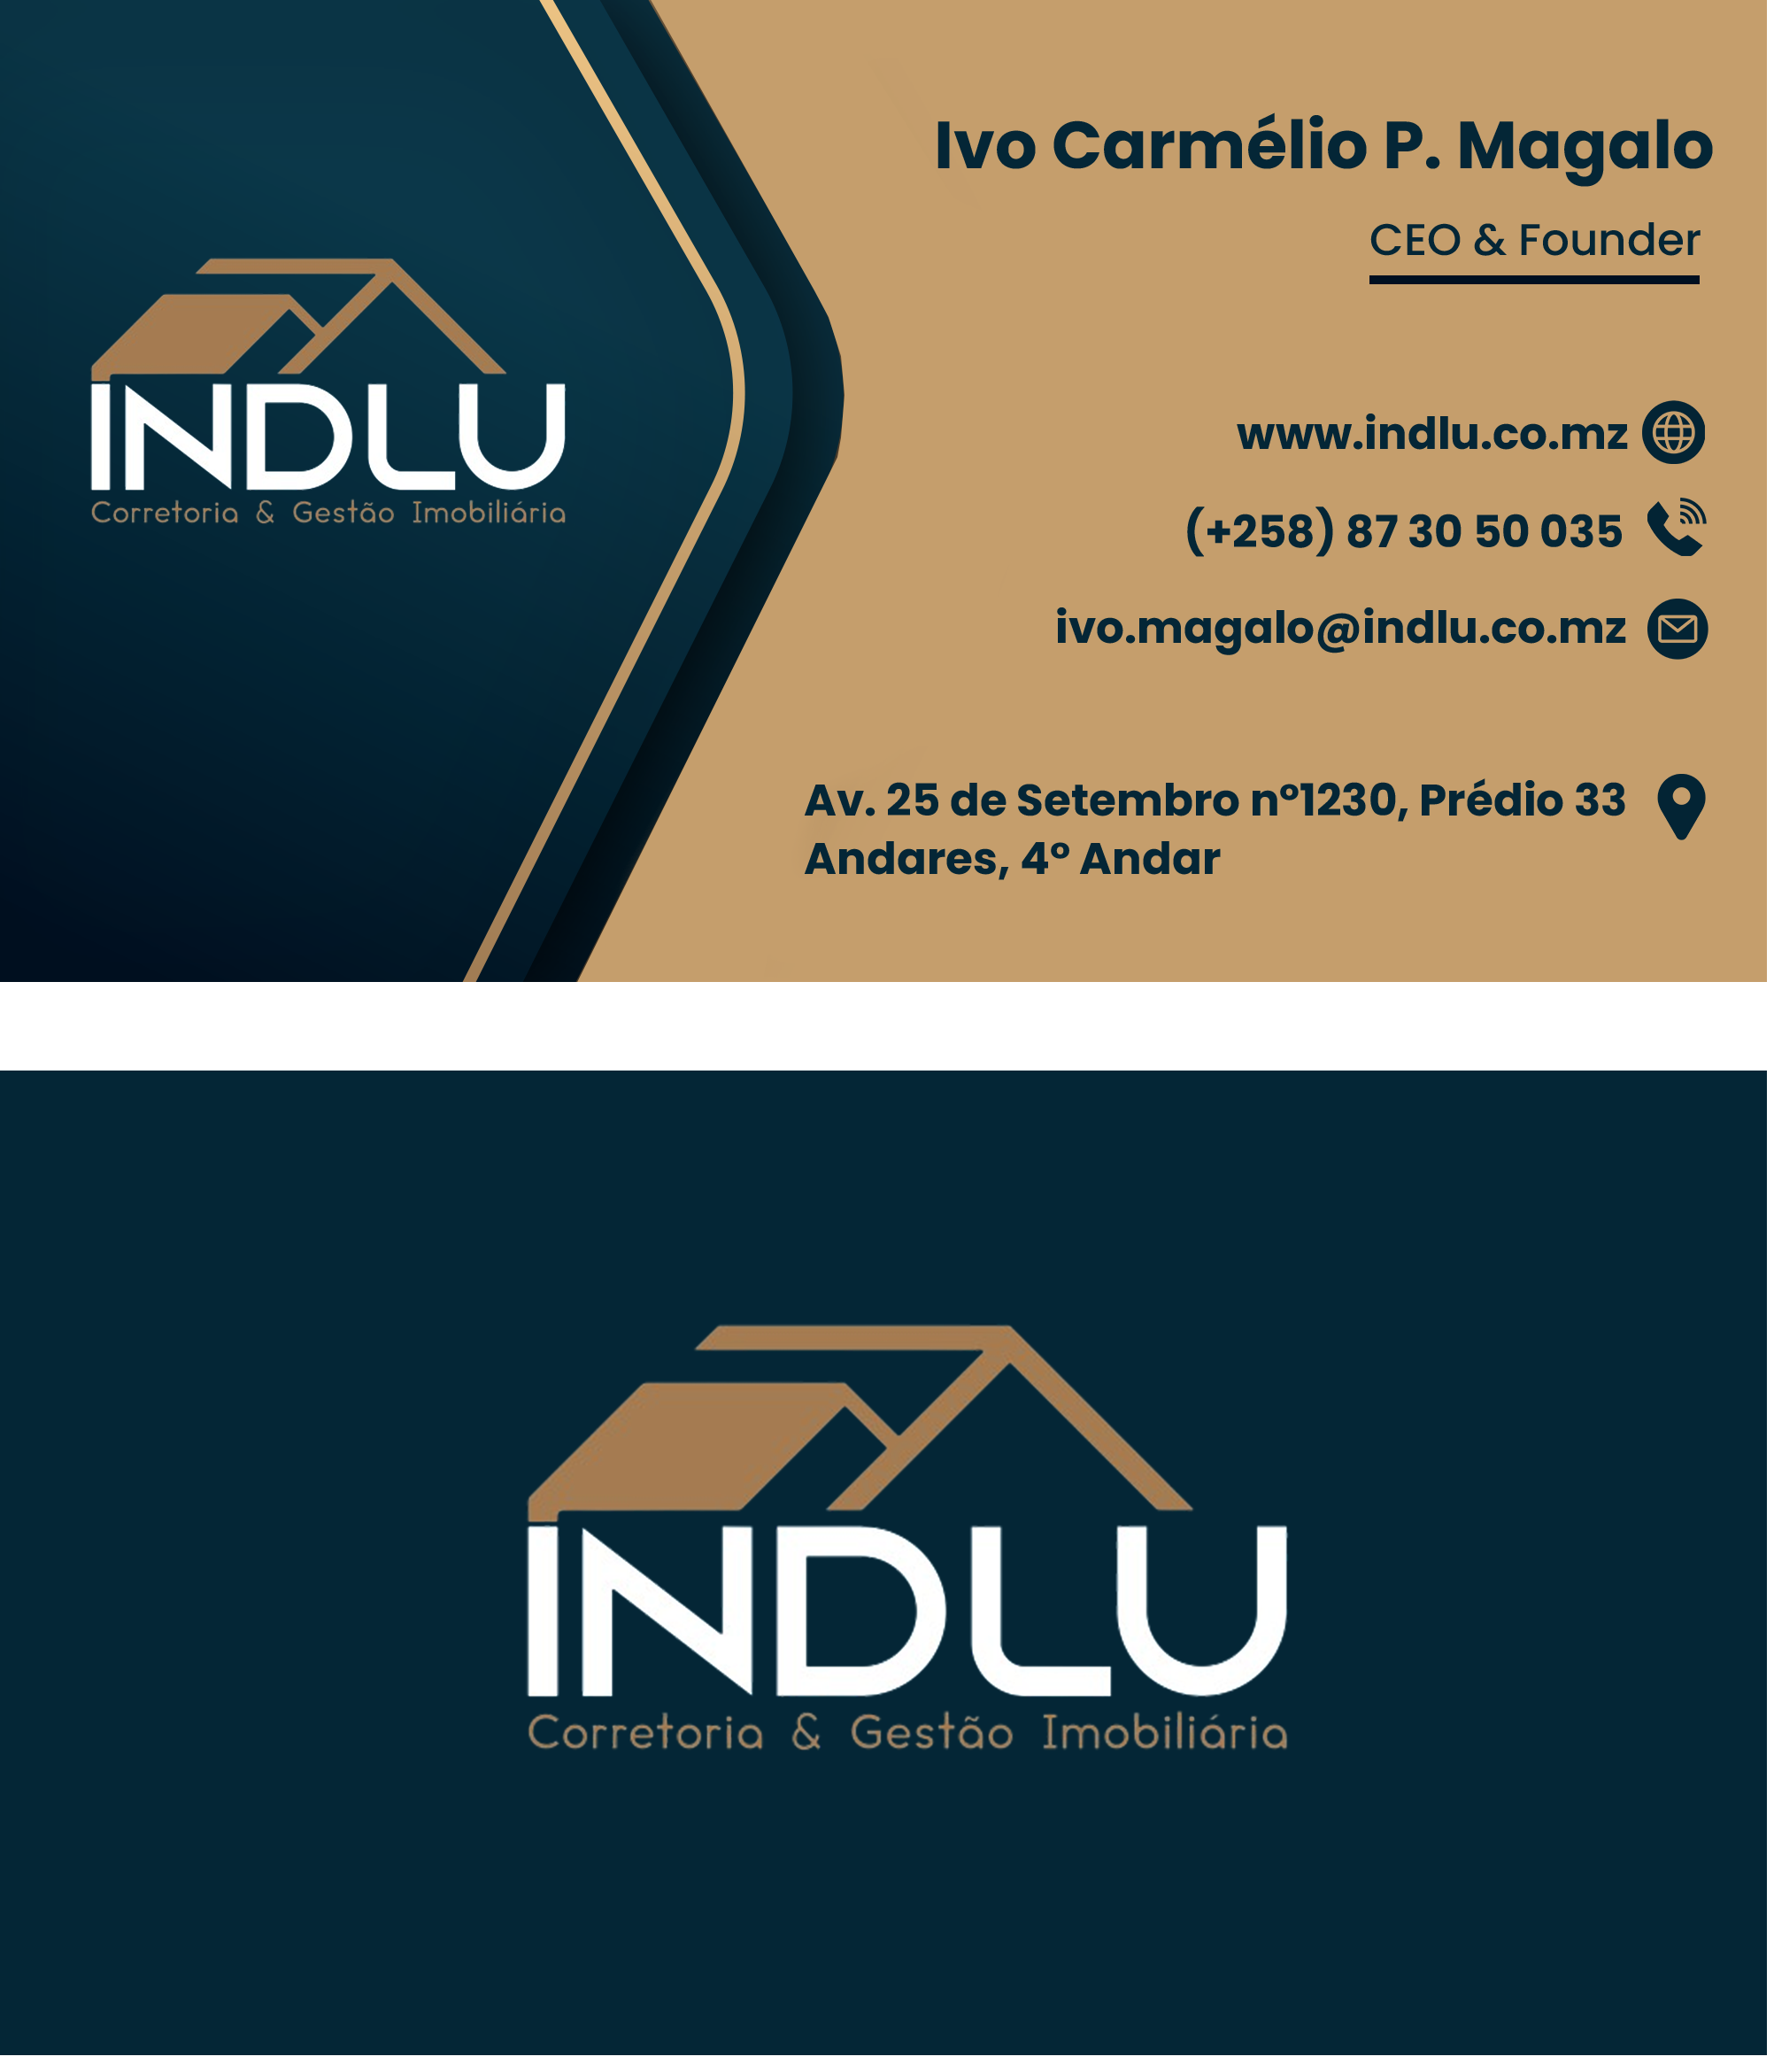 INDLU
Corretoria & Gestão Imobiliária
Ivo Carmélio P. Magalo
CEO & Founder
www.indlu.co.mz
(+258) 87 30 50 035
ivo.magalo@indlu.co.mz
Av. 25 de Setembro nº1230, Prédio 33
Andares, 4º Andar
INDLU
Corretoria & Gestão Imobiliária